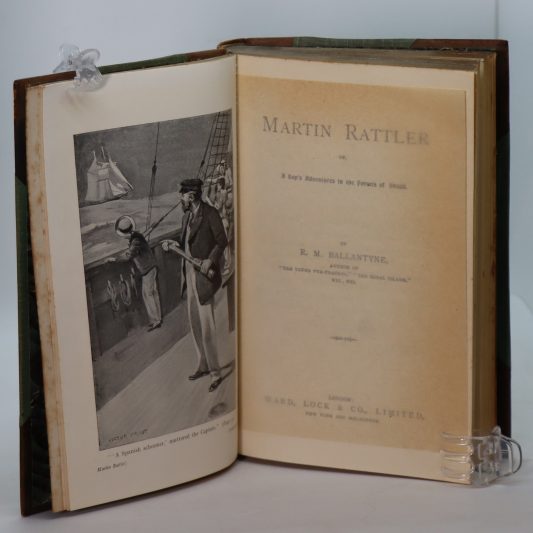 "A Spanish schooner,' muttered the Captain."
Martin Rattler
MARTIN RATTLER
OR,
A Boy's Adventures in the Forests of Brazil.
BY
R. M. BALLANTYNE,
AUTHOR OF
"THE YOUNG FUR-TRADERS," "THE CORAL ISLAND,"
ETC., ETC.
LONDON:
WARD, LOCK & CO., LIMITED,
NEW YORK AND MELBOURNE.